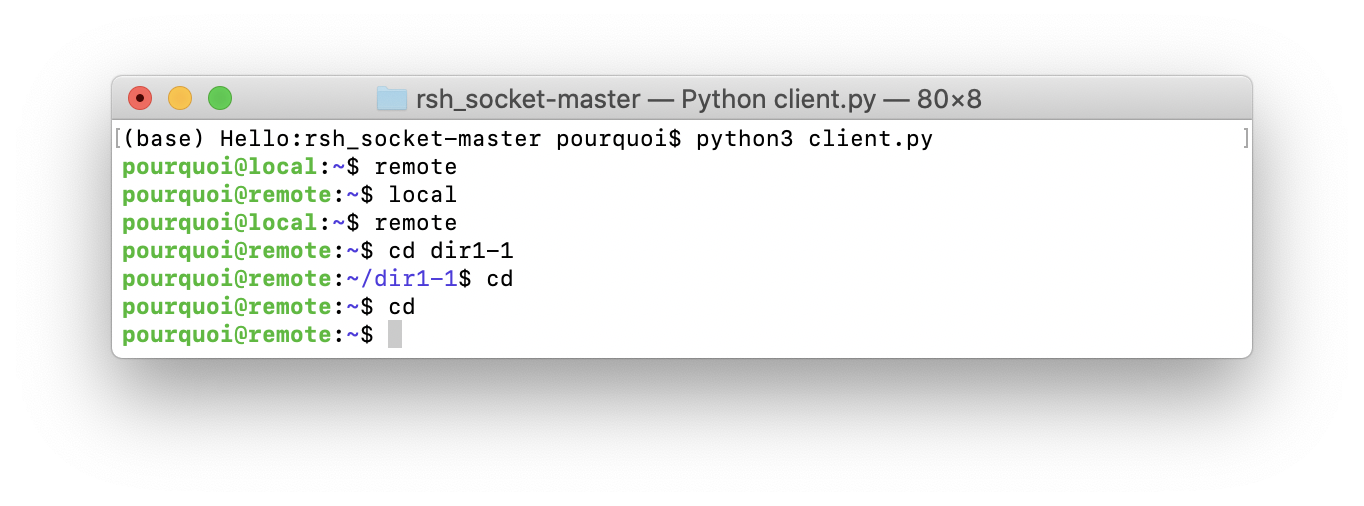 rsh_socket-master — Python client.py — 80×8
[(base) Hello:rsh_socket-master pourquoi$ python3 client.py ]
pourquoi@local:~$ remote
pourquoi@remote:~$ local
pourquoi@local:~$ remote
pourquoi@remote:~$ cd dir1-1
pourquoi@remote:~/dir1-1$ cd
pourquoi@remote:~$ cd
pourquoi@remote:~$